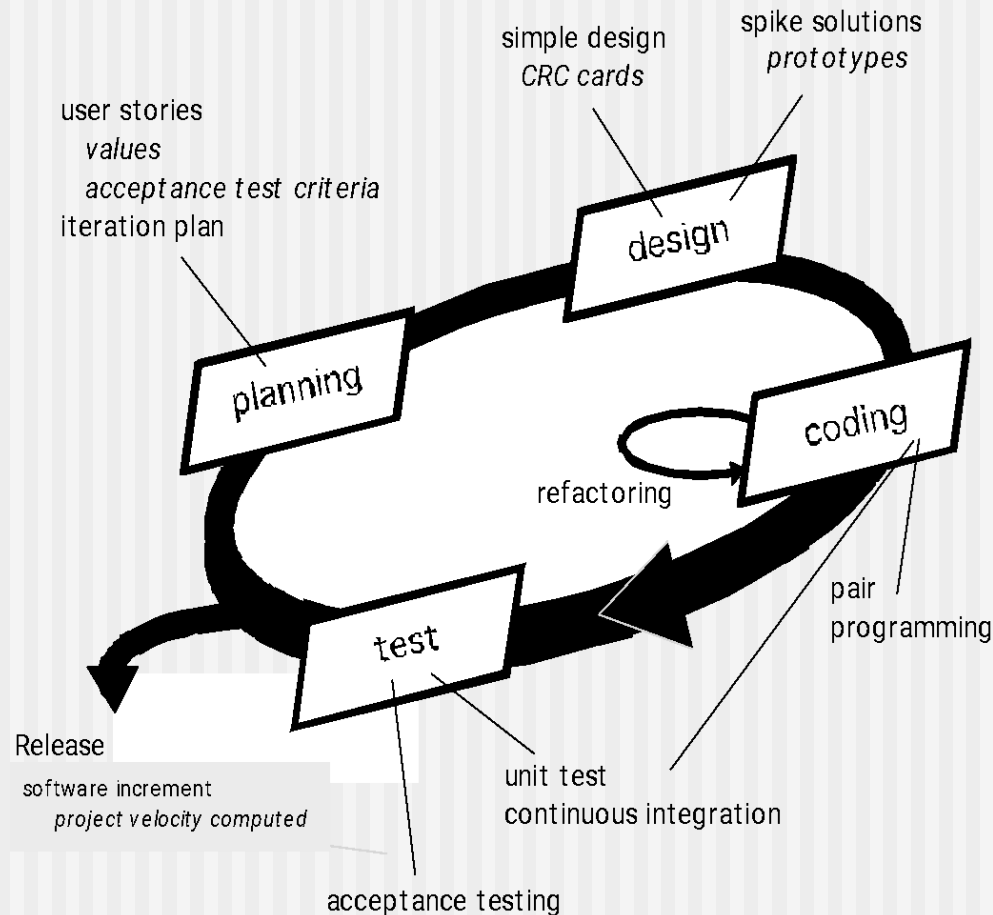 spike solutions
prototypes
simple design
CRC cards
user stories
values
acceptance test criteria
iteration plan
design
planning
coding
refactoring
test
pair
programming
Release
software increment
project velocity computed
unit test
continuous integration
acceptance testing